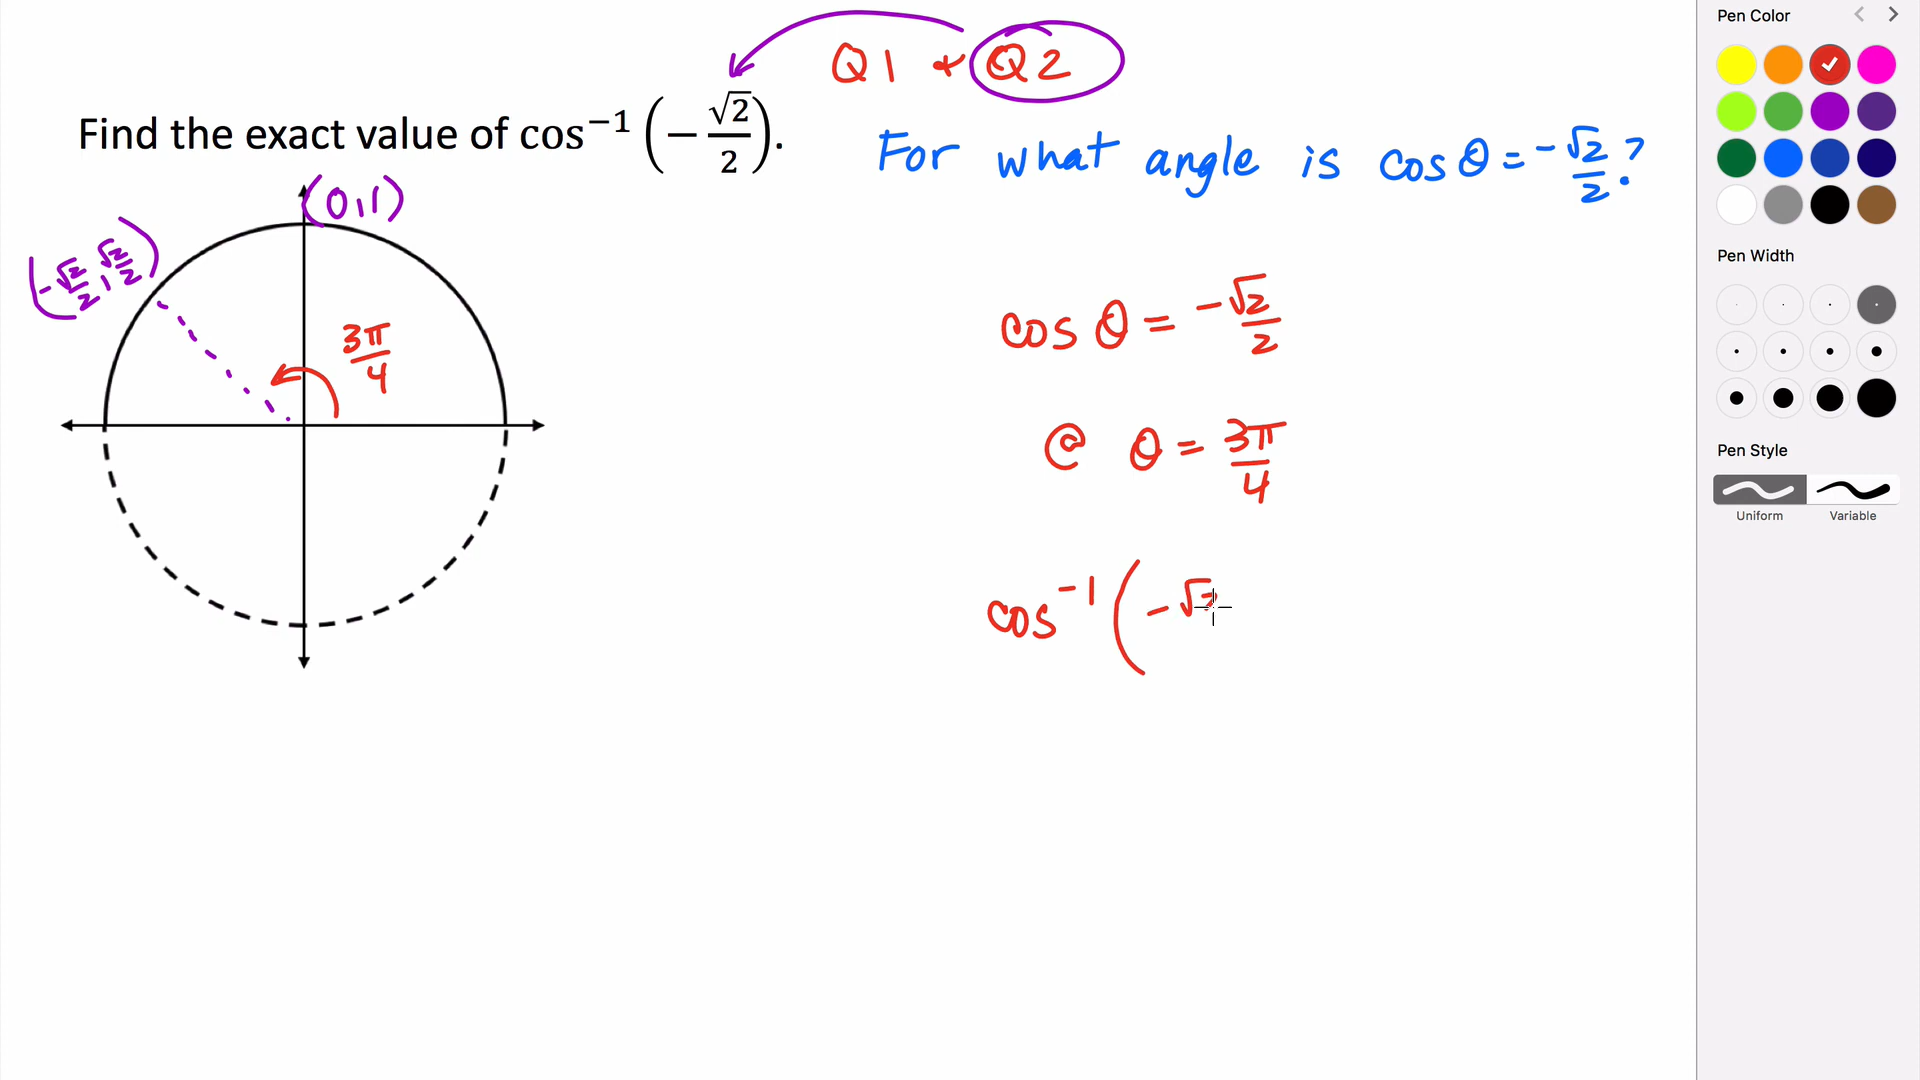 Q1 & Q2
Find the exact value of cos⁻¹(−√2/2).
For what angle is cos θ = −√2/2?
(0,1)
(−√2/2, √2/2)
3π/4
cos θ = −√2/2
@ θ = 3π/4
cos⁻¹(−√2
Pen Color
Pen Width
Pen Style
Uniform Variable